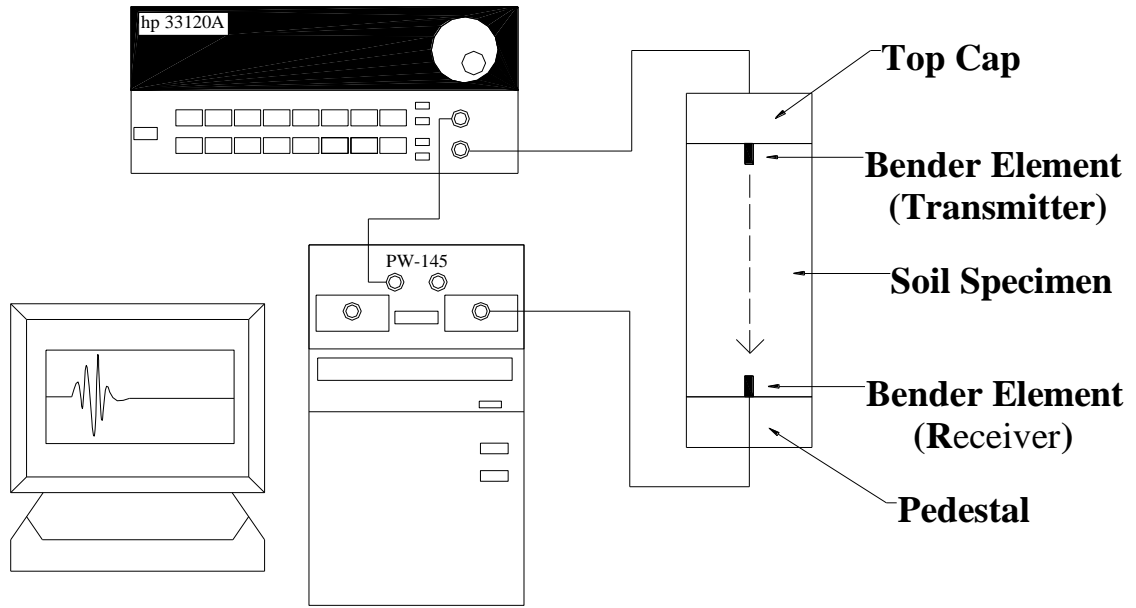 hp 33120A
Top Cap
Bender Element
(Transmitter)
PW-145
Soil Specimen
Bender Element
(Receiver)
Pedestal